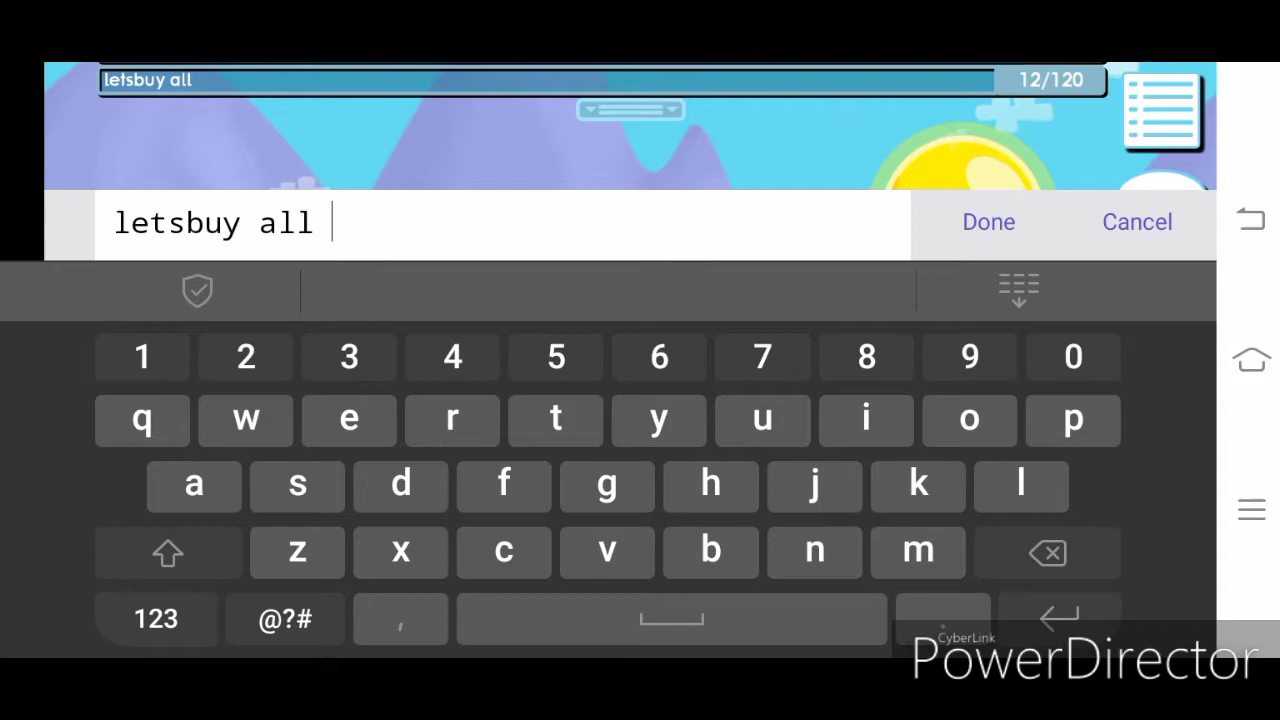 letsbuy all 12/120
letsbuy all Done Cancel
1 2 3 4 5 6 7 8 9 0
q w e r t y u i o p
a s d f g h j k l
z x c v b n m
123 @?# , .
CyberLink
PowerDirector